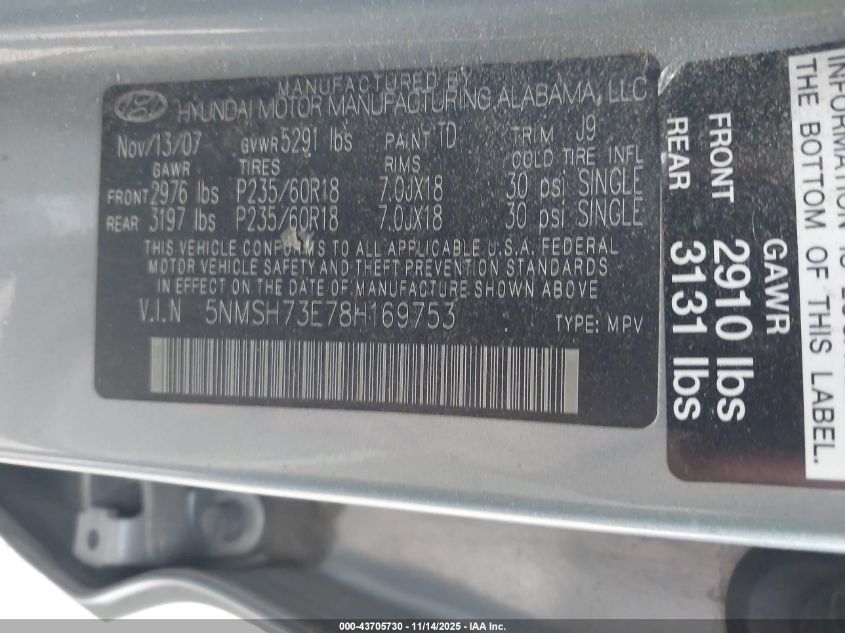 MANUFACTURED BY
HYUNDAI MOTOR MANUFACTURING ALABAMA, LLC
Nov/13/07 GVWR 5291 lbs PAINT TD TRIM J9
GAWR TIRES RIMS COLD TIRE INFL
FRONT 2976 lbs P235/60R18 7.0JX18 30 psi SINGLE
REAR 3197 lbs P235/60R18 7.0JX18 30 psi SINGLE
THIS VEHICLE CONFORMS TO ALL APPLICABLE U.S.A. FEDERAL
MOTOR VEHICLE SAFETY AND THEFT PREVENTION STANDARDS
IN EFFECT ON THE DATE OF MANUFACTURE SHOWN ABOVE
V.I.N 5NMSH73E78H169753 TYPE: MPV
INFORMATION IS
THE BOTTOM OF THIS LABEL.
GAWR
FRONT 2910 lbs
REAR 3131 lbs
000-43705730 - 11/14/2025 - IAA Inc.